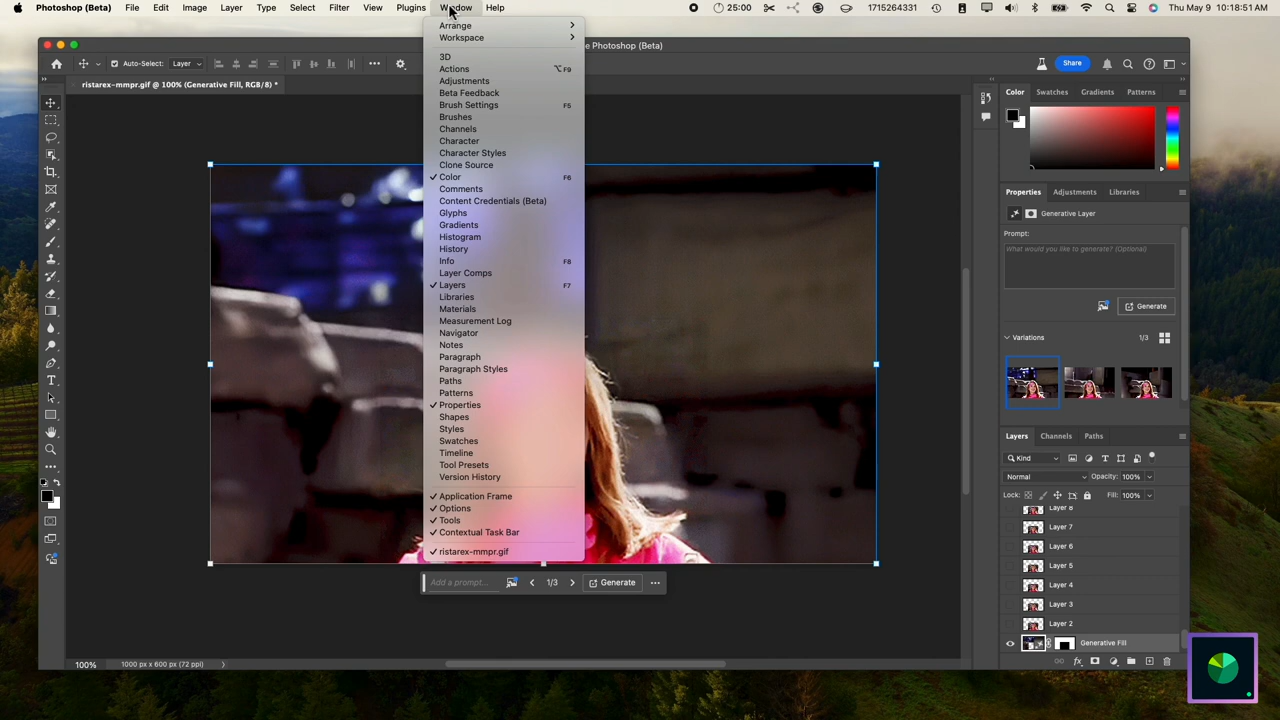 Photoshop (Beta) File Edit Image Layer Type Select Filter View Plugins Window Help 25:00 1715264331 Thu May 9 10:18:51 AM
e Photoshop (Beta)
Auto-Select: Layer
Share
ristarex-mmpr.gif @ 100% (Generative Fill, RGB/8) *
Arrange
Workspace
3D
Actions ⌥F9
Adjustments
Beta Feedback
Brush Settings F5
Brushes
Channels
Character
Character Styles
Clone Source
Color F6
Comments
Content Credentials (Beta)
Glyphs
Gradients
Histogram
History
Info F8
Layer Comps
Layers F7
Libraries
Materials
Measurement Log
Navigator
Notes
Paragraph
Paragraph Styles
Paths
Patterns
Properties
Shapes
Styles
Swatches
Timeline
Tool Presets
Version History
Application Frame
Options
Tools
Contextual Task Bar
ristarex-mmpr.gif
Add a prompt... 1/3 Generate
100% 1000 px x 600 px (72 ppi)
Color Swatches Gradients Patterns
Properties Adjustments Libraries
Generative Layer
Prompt:
What would you like to generate? (Optional)
Generate
Variations 1/3
Layers Channels Paths
Kind
Normal Opacity: 100%
Lock: Fill: 100%
Layer 8
Layer 7
Layer 6
Layer 5
Layer 4
Layer 3
Layer 2
Generative Fill